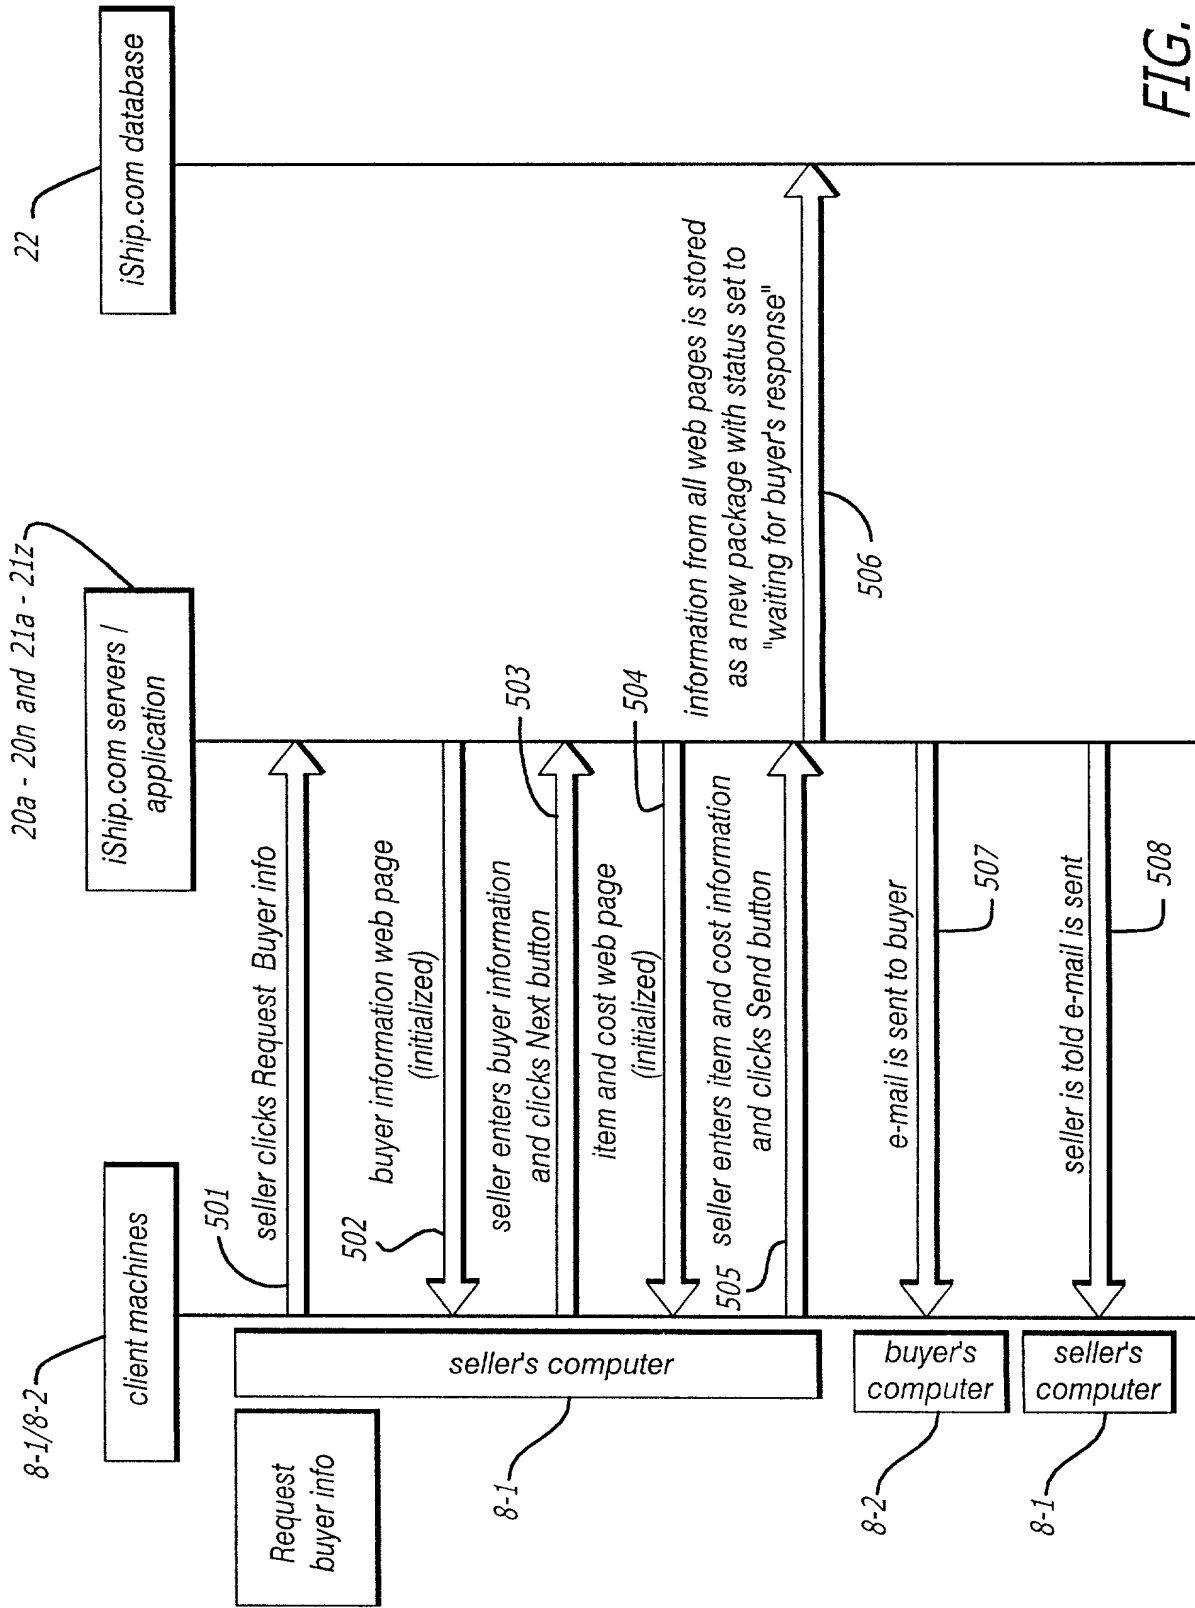 8-1/8-2
client machines
20a - 20n and 21a - 21z
iShip.com servers /
application
22
iShip.com database
Request
buyer info
seller's computer
8-1
501
seller clicks Request Buyer info
502
buyer information web page
(initialized)
seller enters buyer information
and clicks Next button
503
item and cost web page
(initialized)
504
505
seller enters item and cost information
and clicks Send button
information from all web pages is stored
as a new package with status set to
"waiting for buyer's response"
506
buyer's
computer
8-2
e-mail is sent to buyer
507
seller's
computer
8-1
seller is told e-mail is sent
508
FIG.